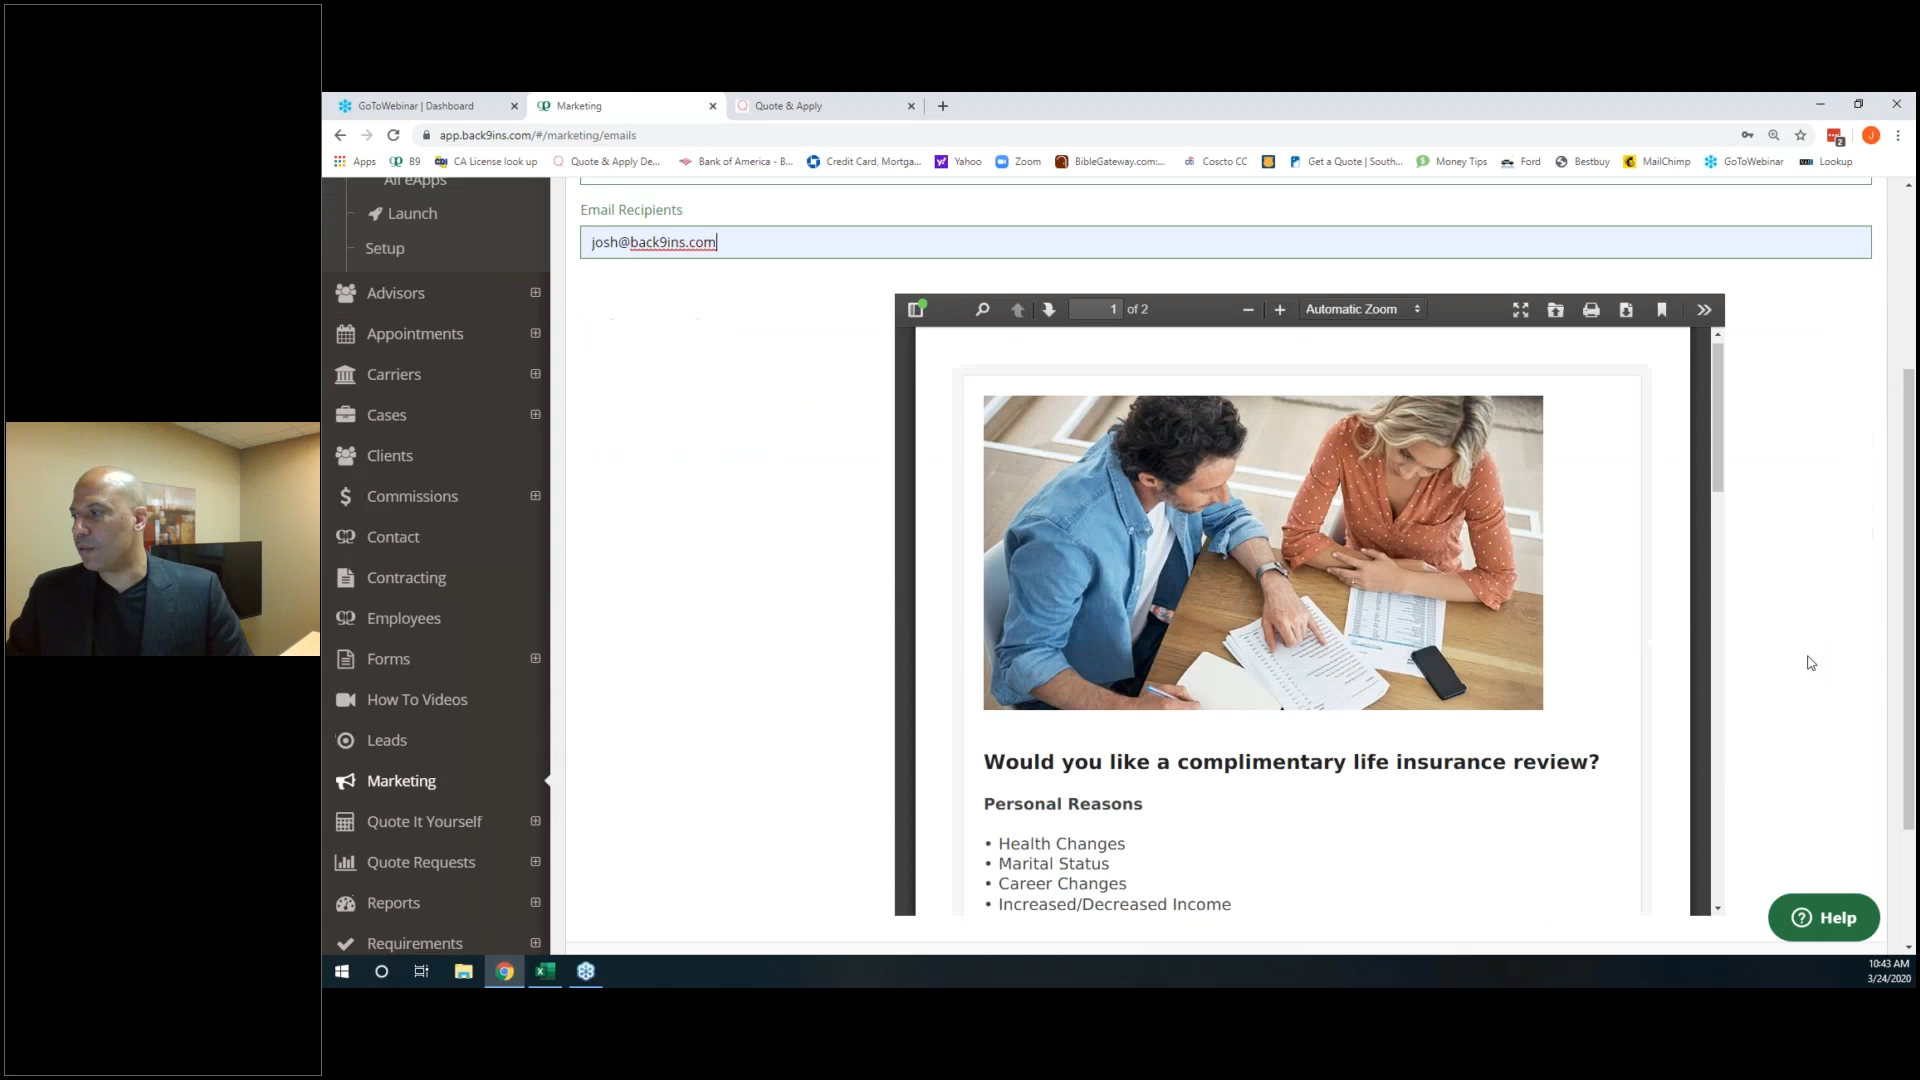 GoToWebinar | Dashboard
Marketing
Quote & Apply
app.back9ins.com/#/marketing/emails
2
J
Apps
B9
CA License look up
Quote & Apply De...
Bank of America - B...
Credit Card, Mortga...
Yahoo
Zoom
BibleGateway.com:...
Coscto CC
Get a Quote | South...
Money Tips
Ford
Bestbuy
MailChimp
GoToWebinar
Lookup
All eApps
Launch
Setup
Advisors
Appointments
Carriers
Cases
Clients
Commissions
Contact
Contracting
Employees
Forms
How To Videos
Leads
Marketing
Quote It Yourself
Quote Requests
Reports
Requirements
Email Recipients
josh@back9ins.com
1 of 2
Automatic Zoom
Would you like a complimentary life insurance review?
Personal Reasons
• Health Changes
• Marital Status
• Career Changes
• Increased/Decreased Income
Help
10:43 AM
3/24/2020